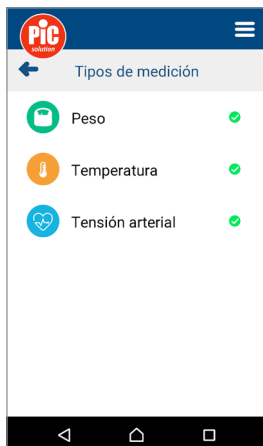 PiC
solution
Tipos de medición
Peso
Temperatura
Tensión arterial